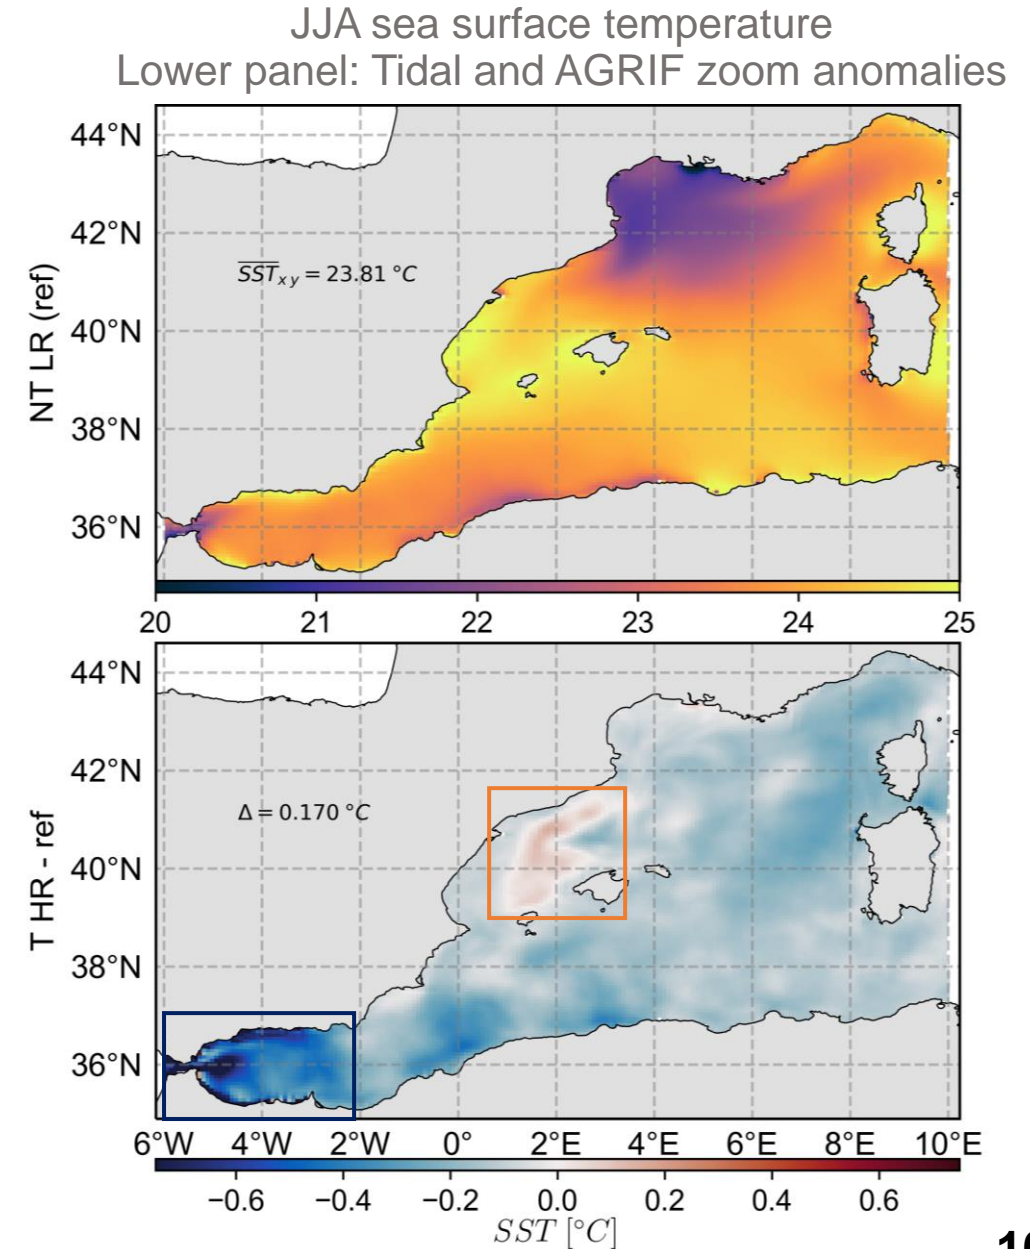 JJA sea surface temperature
Lower panel: Tidal and AGRIF zoom anomalies
NT LR (ref)
44°N
42°N
40°N
38°N
36°N
SST xy = 23.81 °C
20 21 22 23 24 25
T HR - ref
44°N
42°N
40°N
38°N
36°N
Δ = 0.170 °C
6°W 4°W 2°W 0° 2°E 4°E 6°E 8°E 10°E
−0.6 −0.4 −0.2 0.0 0.2 0.4 0.6
SST [°C]